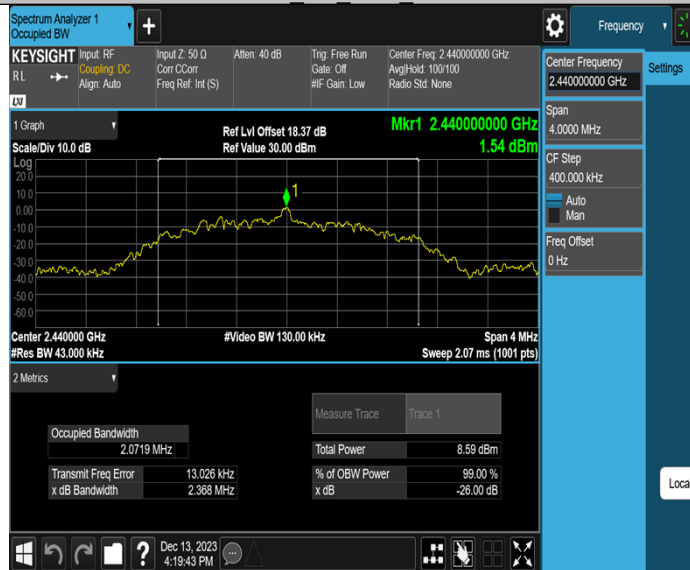 Spectrum Analyzer 1
Occupied BW
+
Frequency
KEYSIGHT
RL
LXI
Input: RF
Coupling: DC
Align: Auto
Input Z: 50 Ω
Corr CCorr
Freq Ref: Int (S)
Atten: 40 dB
Trig: Free Run
Gate: Off
#IF Gain: Low
Center Freq: 2.440000000 GHz
Avg|Hold: 100/100
Radio Std: None
Center Frequency
2.440000000 GHz
Settings
Span
4.0000 MHz
CF Step
400.000 kHz
Auto
Man
Freq Offset
0 Hz
1 Graph
Scale/Div 10.0 dB
Ref Lvl Offset 18.37 dB
Ref Value 30.00 dBm
Mkr1 2.440000000 GHz
1.54 dBm
Log
20.0
10.0
0.00
-10.0
-20.0
-30.0
-40.0
-50.0
-60.0
1
Center 2.440000 GHz
#Res BW 43.000 kHz
#Video BW 130.00 kHz
Span 4 MHz
Sweep 2.07 ms (1001 pts)
2 Metrics
Measure Trace
Trace 1
Occupied Bandwidth
2.0719 MHz
Total Power
8.59 dBm
Transmit Freq Error
13.026 kHz
% of OBW Power
99.00 %
x dB Bandwidth
2.368 MHz
x dB
-26.00 dB
Loca
?
Dec 13, 2023
4:19:43 PM